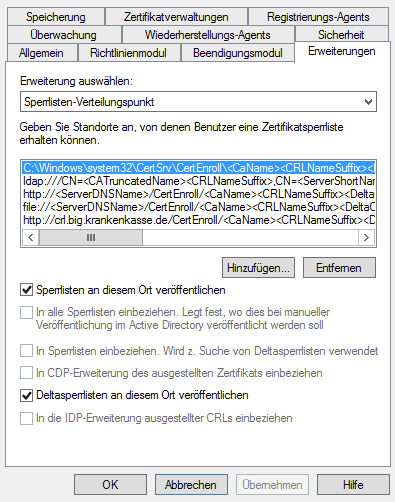 Speicherung Zertifikatverwaltungen Registrierungs-Agents
Überwachung Wiederherstellungs-Agents Sicherheit
Allgemein Richtlinienmodul Beendigungsmodul Erweiterungen
Erweiterung auswählen:
Sperrlisten-Verteilungspunkt
Geben Sie Standorte an, von denen Benutzer eine Zertifikatsperrliste
erhalten können.
C:\Windows\system32\CertSrv\CertEnroll\<CaName><CRLNameSuffix><
ldap:///CN=<CATruncatedName><CRLNameSuffix>,CN=<ServerShortNam
http://<ServerDNSName>/CertEnroll/<CaName><CRLNameSuffix><Delta
file://<ServerDNSName>/CertEnroll/<CaName><CRLNameSuffix><DeltaC
http://crl.big.krankenkasse.de/CertEnroll/<CaName><CRLNameSuffix><D
Hinzufügen... Entfernen
Sperrlisten an diesem Ort veröffentlichen
In alle Sperrlisten einbeziehen. Legt fest, wo dies bei manueller
Veröffentlichung im Active Directory veröffentlicht werden soll
In Sperrlisten einbeziehen. Wird z. Suche von Deltasperrlisten verwendet
In CDP-Erweiterung des ausgestellten Zertifikats einbeziehen
Deltasperrlisten an diesem Ort veröffentlichen
In die IDP-Erweiterung ausgestellter CRLs einbeziehen
OK Abbrechen Übernehmen Hilfe